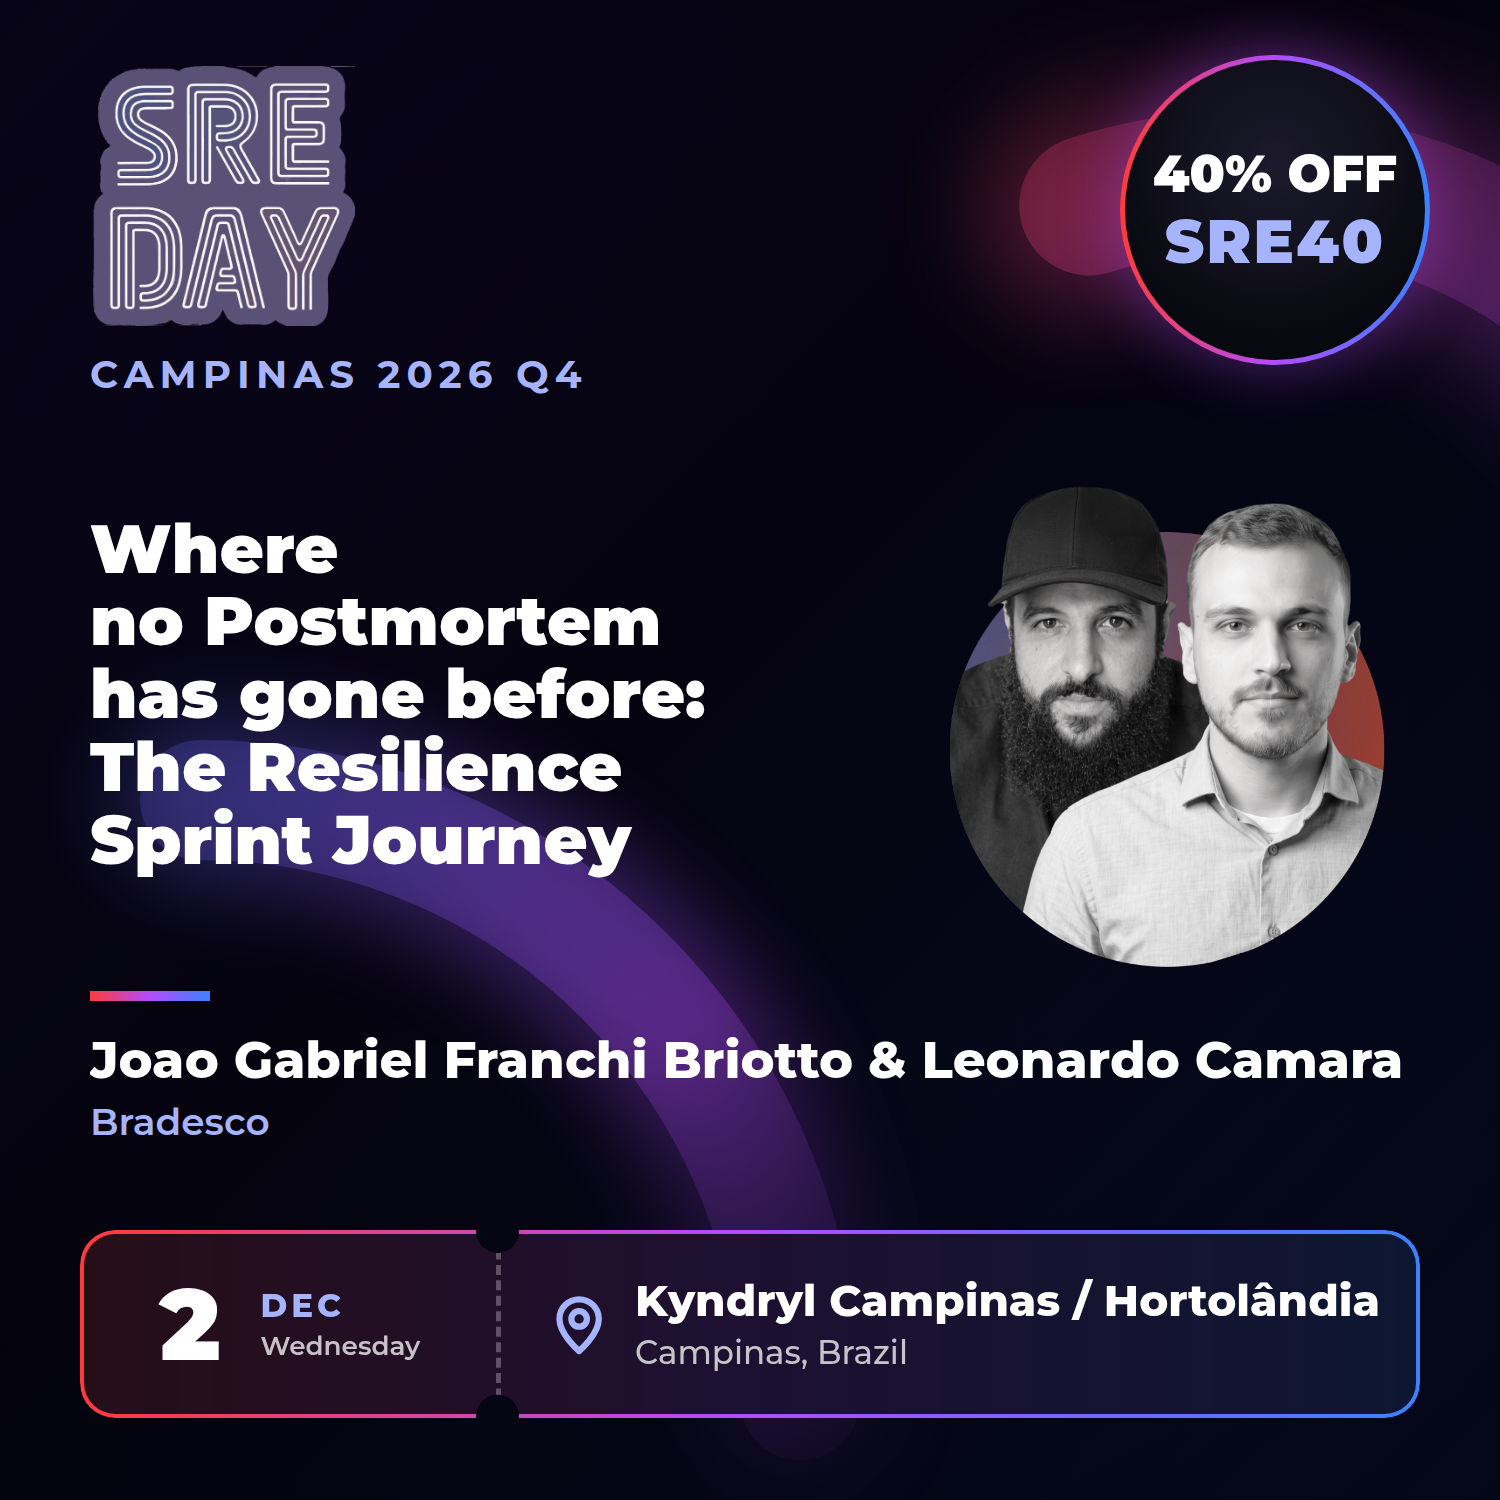 SRE
DAY
CAMPINAS 2026 Q4
40% OFF
SRE40
Where
no Postmortem
has gone before:
The Resilience
Sprint Journey
Joao Gabriel Franchi Briotto & Leonardo Camara
Bradesco
2
DEC
Wednesday
Kyndryl Campinas / Hortolândia
Campinas, Brazil